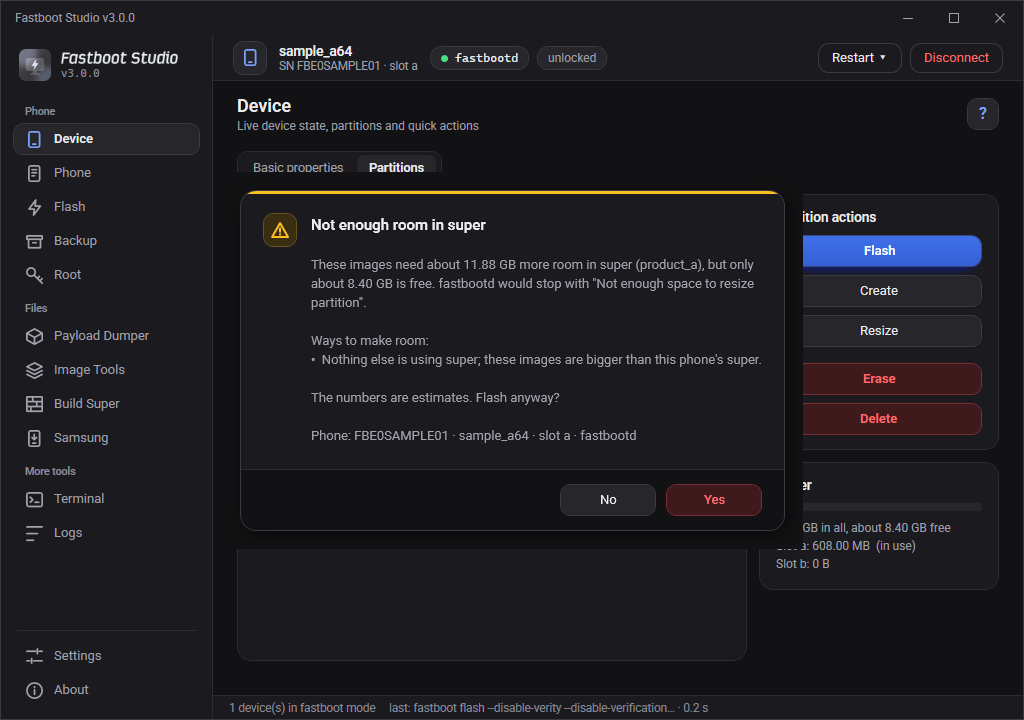 Fastboot Studio v3.0.0
Fastboot Studio
v3.0.0
sample_a64
SN FBE0SAMPLE01 · slot a
fastbootd
unlocked
Restart
Disconnect
Phone
Device
Phone
Flash
Backup
Root
Files
Payload Dumper
Image Tools
Build Super
Samsung
More tools
Terminal
Logs
Settings
About
Device
Live device state, partitions and quick actions
?
Basic properties
Partitions
Not enough room in super
These images need about 11.88 GB more room in super (product_a), but only
about 8.40 GB is free. fastbootd would stop with "Not enough space to resize
partition".
Ways to make room:
• Nothing else is using super; these images are bigger than this phone's super.
The numbers are estimates. Flash anyway?
Phone: FBE0SAMPLE01 · sample_a64 · slot a · fastbootd
No
Yes
ition actions
Flash
Create
Resize
Erase
Delete
er
GB in all, about 8.40 GB free
Slot a: 608.00 MB (in use)
Slot b: 0 B
1 device(s) in fastboot mode
last: fastboot flash --disable-verity --disable-verification… · 0.2 s